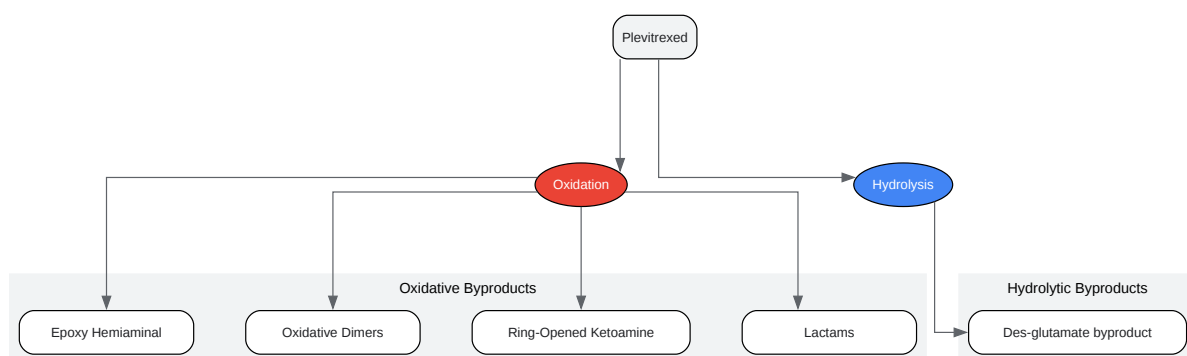 Plevitrexed
Oxidation
Hydrolysis
Oxidative Byproducts
Hydrolytic Byproducts
Epoxy Hemiaminal
Oxidative Dimers
Ring-Opened Ketoamine
Lactams
Des-glutamate byproduct